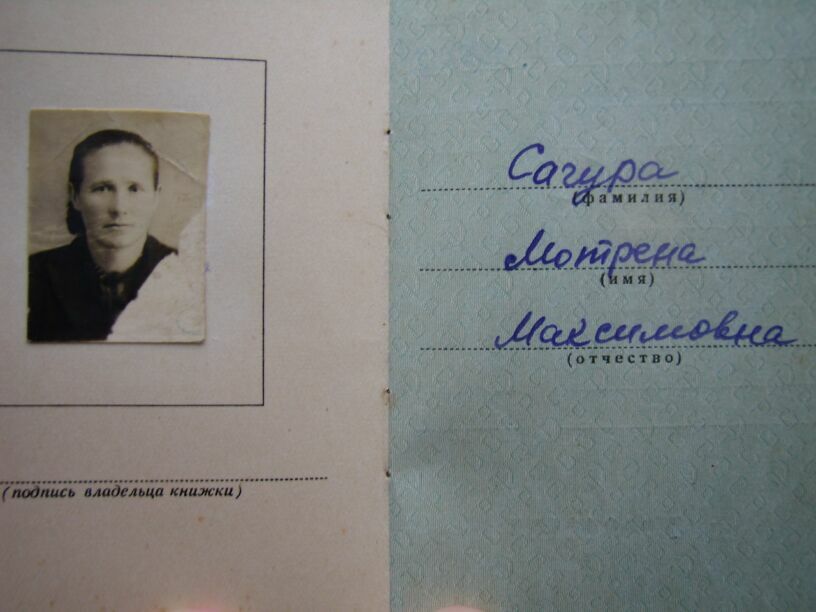 (подпись владельца книжки)
Сагура
(фамилия)
Мотрена
(имя)
Максимовна
(отчество)